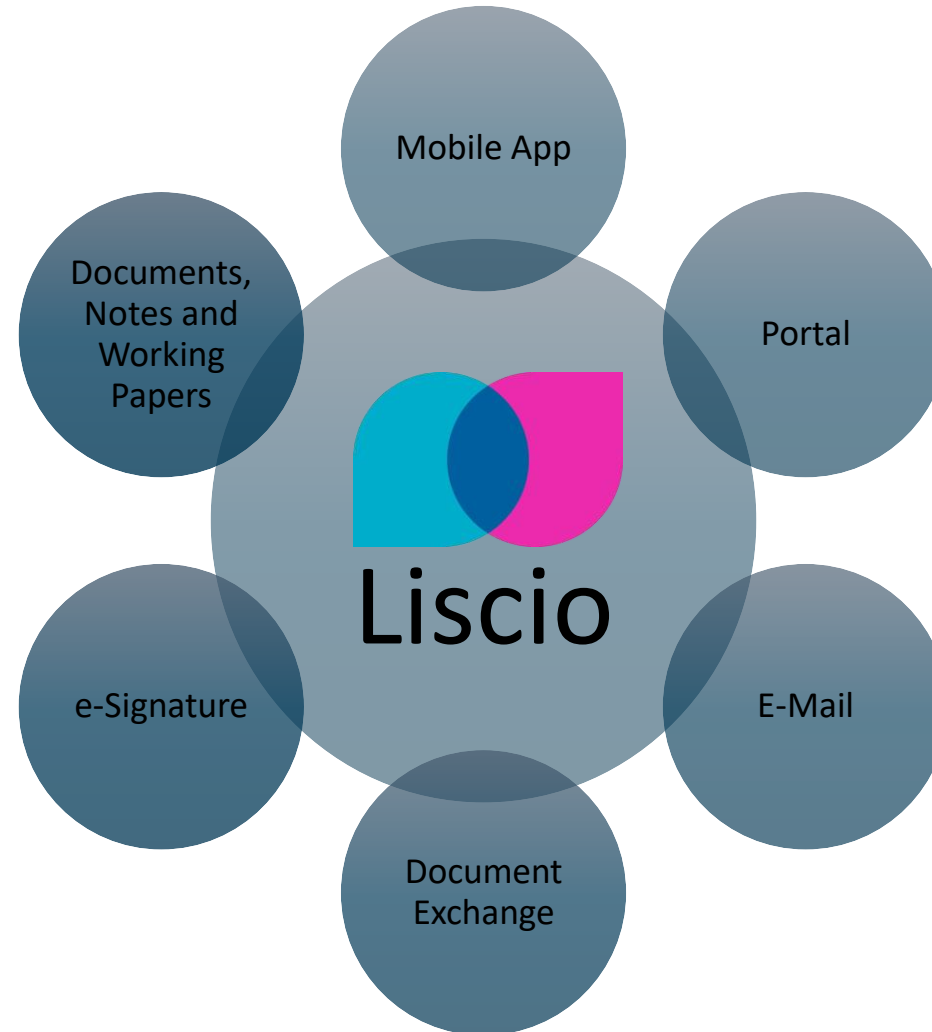 Mobile App
Documents,
Notes and
Working
Papers
Portal
Liscio
e-Signature
E-Mail
Document
Exchange